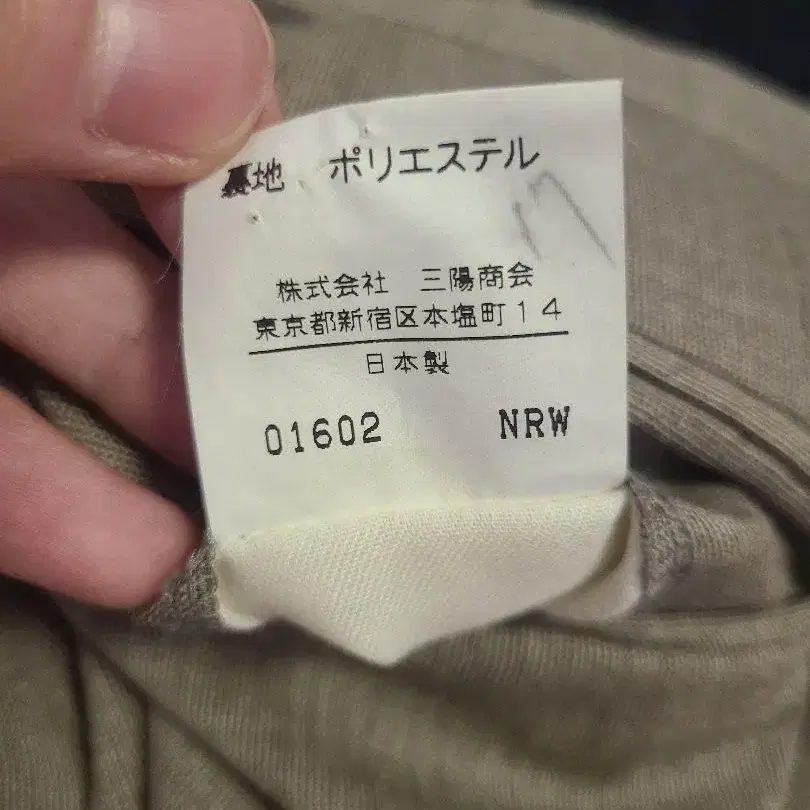 裏地 ポリエステル
17
株式会社 三陽商会
東京都新宿区本塩町14
日本製
01602 NRW